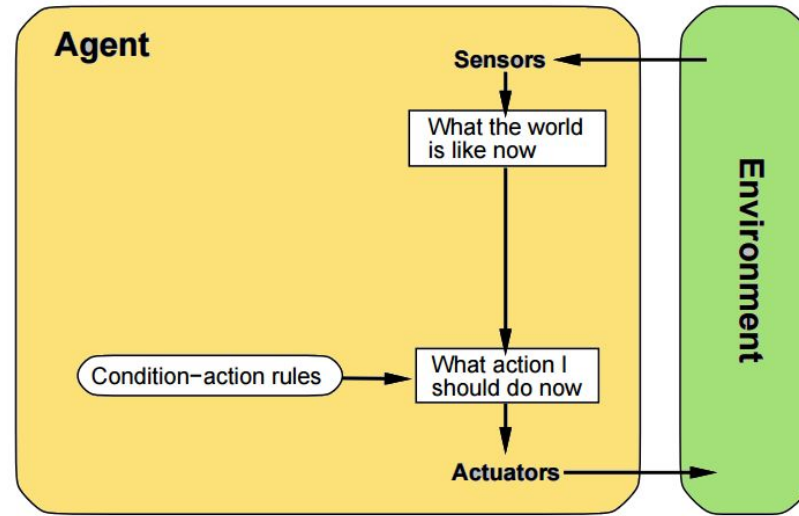 Agent
Sensors
What the world
is like now
Environment
Condition−action rules
What action I
should do now
Actuators